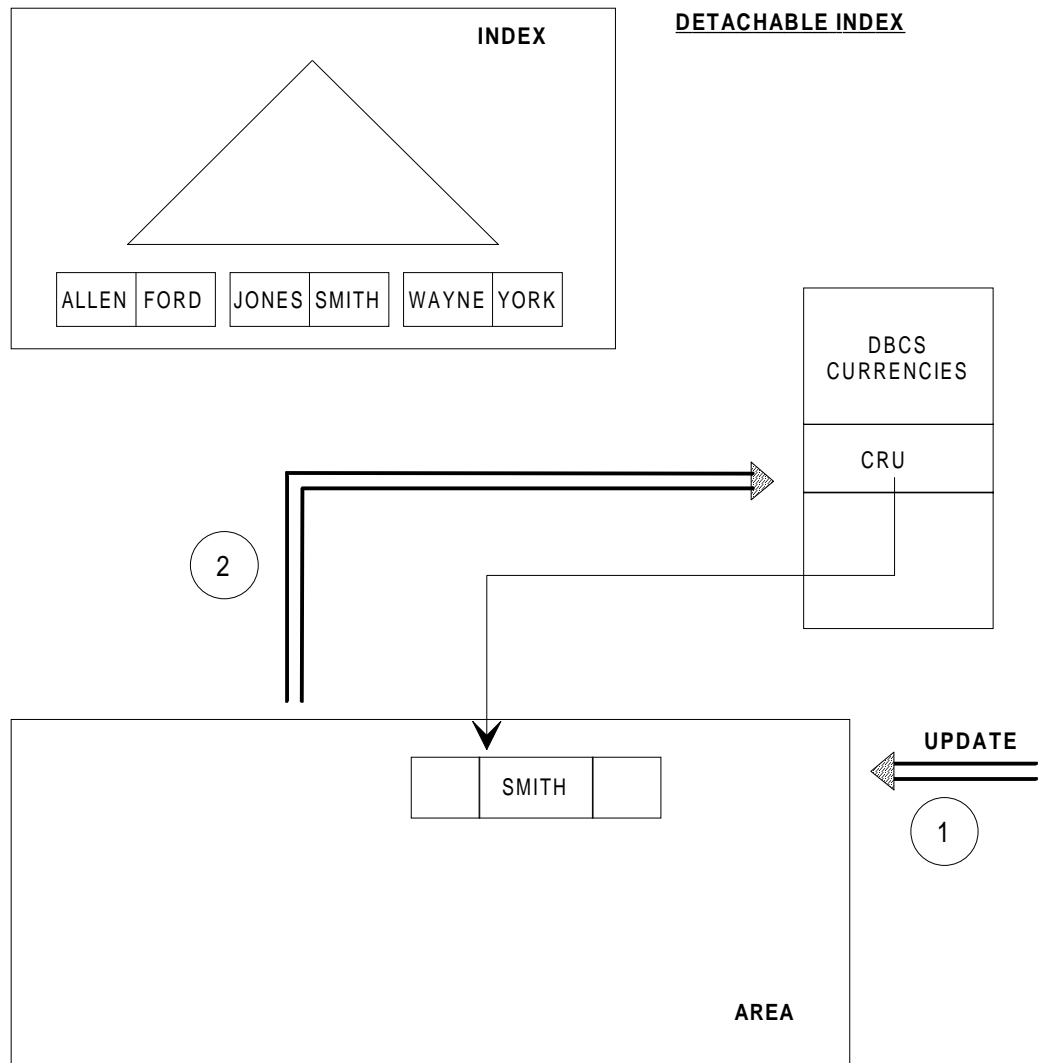 INDEX
DETACHABLE INDEX
ALLEN FORD JONES SMITH WAYNE YORK
DBCS
CURRENCIES
CRU
2
UPDATE
SMITH
1
AREA